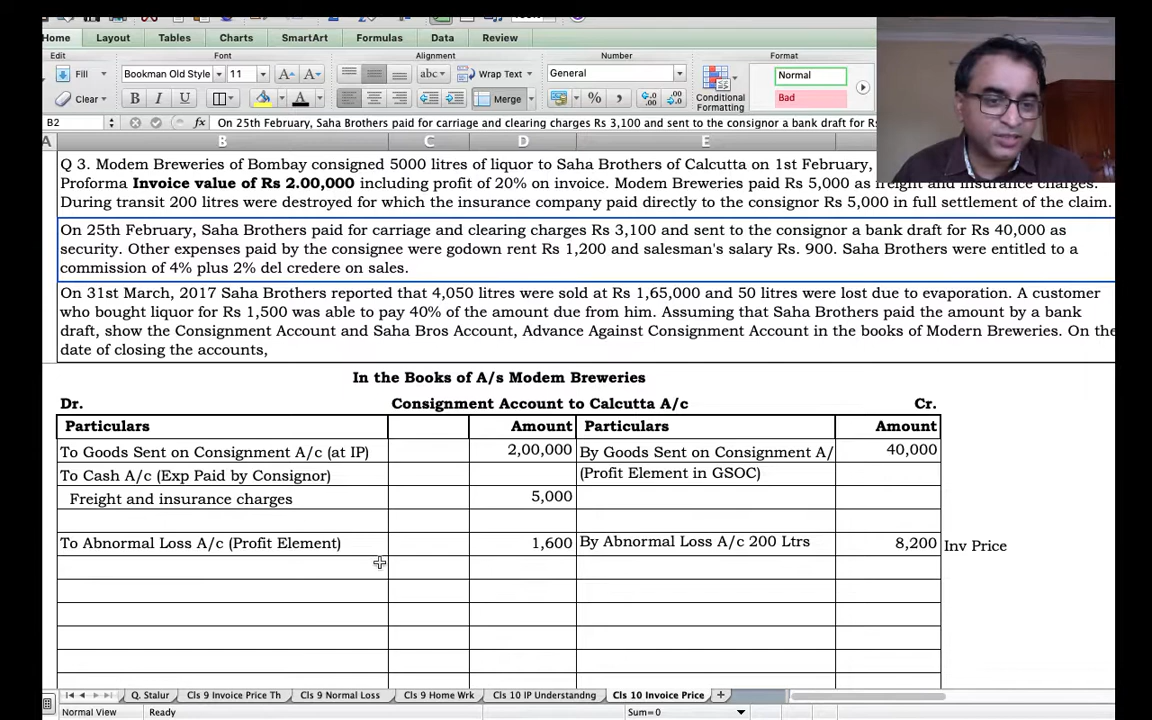 Home Layout Tables Charts SmartArt Formulas Data Review
Edit Font Alignment Number Format
Fill Bookman Old Style 11 A A abc Wrap Text General Normal
Clear B I U A Merge % Conditional Formatting Bad
B2 fx On 25th February, Saha Brothers paid for carriage and clearing charges Rs 3,100 and sent to the consignor a bank draft for Rs
A B C D E
Q 3. Modem Breweries of Bombay consigned 5000 litres of liquor to Saha Brothers of Calcutta on 1st February,
Proforma Invoice value of Rs 2.00,000 including profit of 20% on invoice. Modem Breweries paid Rs 5,000 as freight and insurance charges.
During transit 200 litres were destroyed for which the insurance company paid directly to the consignor Rs 5,000 in full settlement of the claim.
On 25th February, Saha Brothers paid for carriage and clearing charges Rs 3,100 and sent to the consignor a bank draft for Rs 40,000 as
security. Other expenses paid by the consignee were godown rent Rs 1,200 and salesman's salary Rs. 900. Saha Brothers were entitled to a
commission of 4% plus 2% del credere on sales.
On 31st March, 2017 Saha Brothers reported that 4,050 litres were sold at Rs 1,65,000 and 50 litres were lost due to evaporation. A customer
who bought liquor for Rs 1,500 was able to pay 40% of the amount due from him. Assuming that Saha Brothers paid the amount by a bank
draft, show the Consignment Account and Saha Bros Account, Advance Against Consignment Account in the books of Modern Breweries. On the
date of closing the accounts,
In the Books of A/s Modem Breweries
Dr. Consignment Account to Calcutta A/c Cr.
Particulars Amount Particulars Amount
To Goods Sent on Consignment A/c (at IP) 2,00,000 By Goods Sent on Consignment A/ 40,000
To Cash A/c (Exp Paid by Consignor) (Profit Element in GSOC)
Freight and insurance charges 5,000
To Abnormal Loss A/c (Profit Element) 1,600 By Abnormal Loss A/c 200 Ltrs 8,200 Inv Price
Q. Stalur Cls 9 Invoice Price Th Cls 9 Normal Loss Cls 9 Home Wrk Cls 10 IP Understandng Cls 10 Invoice Price +
Normal View Ready Sum=0